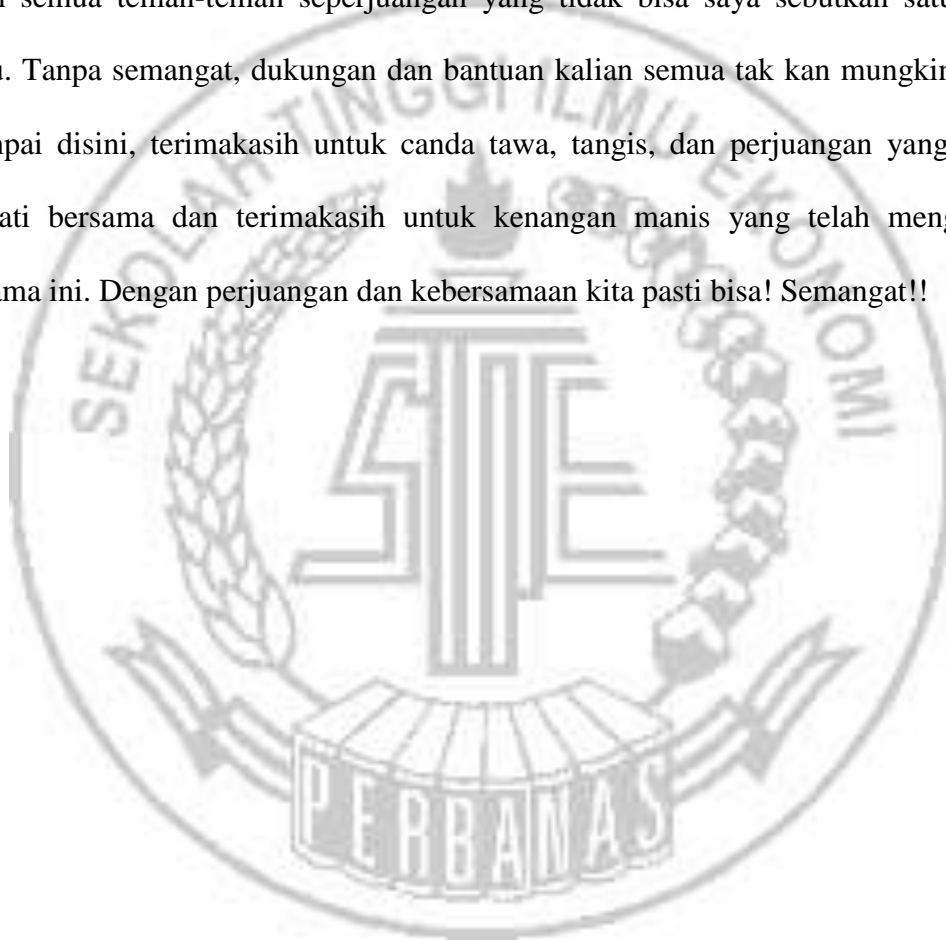 semua teman-teman seperjuangan yang tidak bisa saya sebutkan satu
Tanpa semangat, dukungan dan bantuan kalian semua tak kan mungkin
disini, terimakasih untuk canda tawa, tangis, dan perjuangan yang
bersama dan terimakasih untuk kenangan manis yang telah
ini. Dengan perjuangan dan kebersamaan kita pasti bisa! Semangat!!
SEKOLAH TINGGI ILMU EKONOMI
STIE
PERBANAS